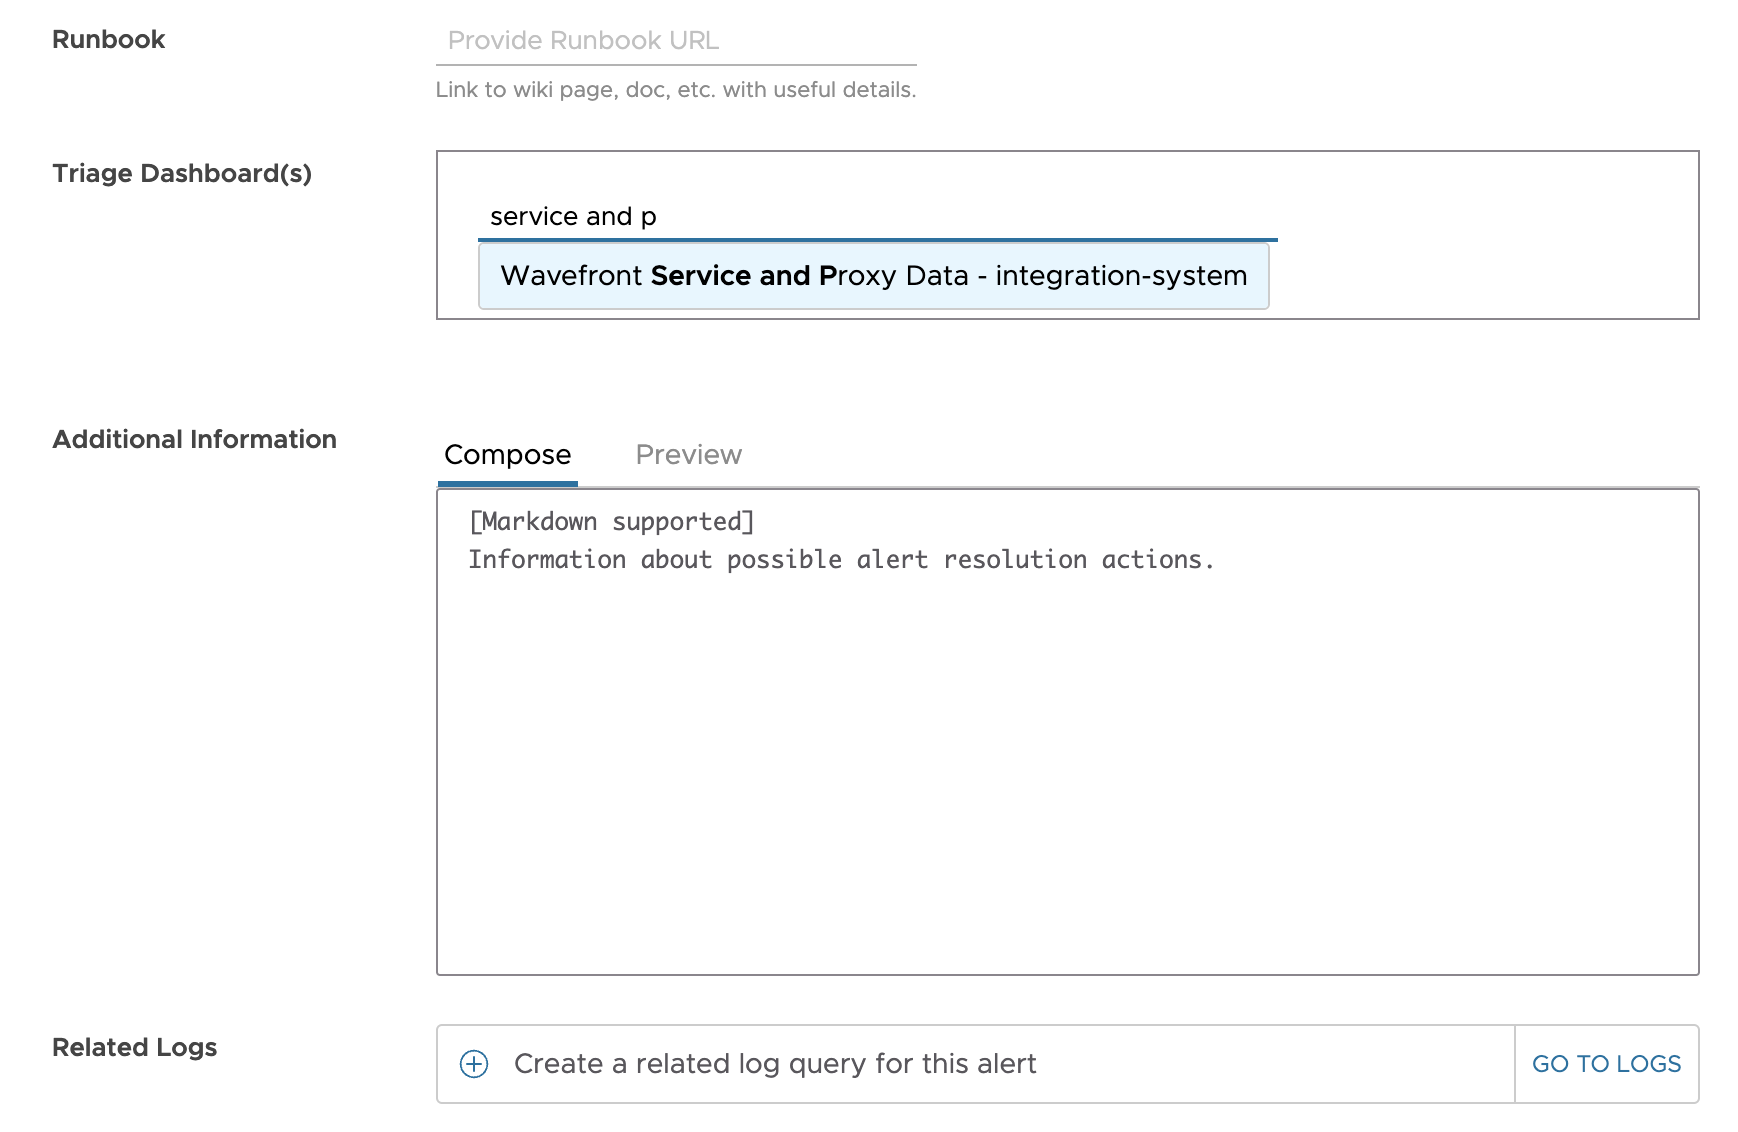 Runbook
Provide Runbook URL
Link to wiki page, doc, etc. with useful details.
Triage Dashboard(s)
service and p
Wavefront Service and Proxy Data - integration-system
Additional Information
Compose
Preview
[Markdown supported]
Information about possible alert resolution actions.
Related Logs
Create a related log query for this alert
GO TO LOGS